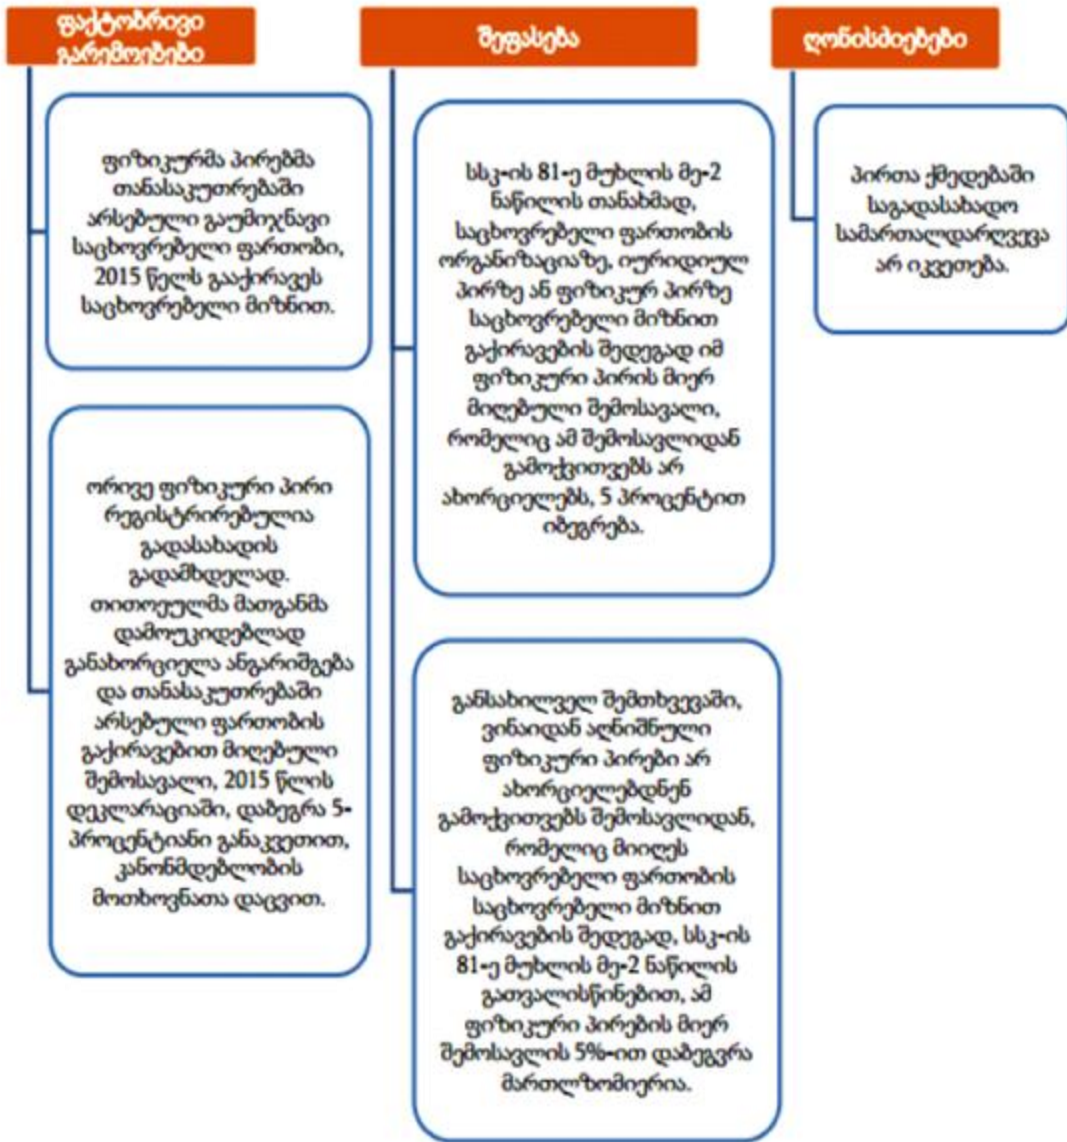 ფაქტობრივი
გარემოებები
ფიზიკურმა პირებმა
თანასაკუთრებაში
არსებული გაუმიჯნავი
საცხოვრებელი ფართობი,
2015 წელს გააქირავეს
საცხოვრებელი მიზნით.
ორივე ფიზიკური პირი
რეგისტრირებულია
გადასახადის
გადამხდელად.
თითოეულმა მათგანმა
დამოუკიდებლად
განახორციელა ანგარიშგება
და თანასაკუთრებაში
არსებული ფართობის
გაქირავებით მიღებული
შემოსავალი, 2015 წლის
დეკლარაციაში, დაბეგრა 5-
პროცენტიანი განაკვეთით,
კანონმდებლობის
მოთხოვნათა დაცვით.
შეფასება
სსკ-ის 81-ე მუხლის მე-2
ნაწილის თანახმად,
საცხოვრებელი ფართობის
ორგანიზაციაზე, იურიდიულ
პირზე ან ფიზიკურ პირზე
საცხოვრებელი მიზნით
გაქირავების შედეგად იმ
ფიზიკური პირის მიერ
მიღებული შემოსავალი,
რომელიც ამ შემოსავლიდან
გამოქვითვებს არ
ახორციელებს, 5 პროცენტით
იბეგრება.
განსახილველ შემთხვევაში,
ვინაიდან აღნიშნული
ფიზიკური პირები არ
ახორციელებდნენ
გამოქვითვებს შემოსავლიდან,
რომელიც მიიღეს
საცხოვრებელი ფართობის
საცხოვრებელი მიზნით
გაქირავების შედეგად, სსკ-ის
81-ე მუხლის მე-2 ნაწილის
გათვალისწინებით, ამ
ფიზიკური პირების მიერ
შემოსავლის 5%-ით დაბეგვრა
მართლზომიერია.
ღონისძიებები
პირთა ქმედებაში
საგადასახადო
სამართალდარღვევა
არ იკვეთება.